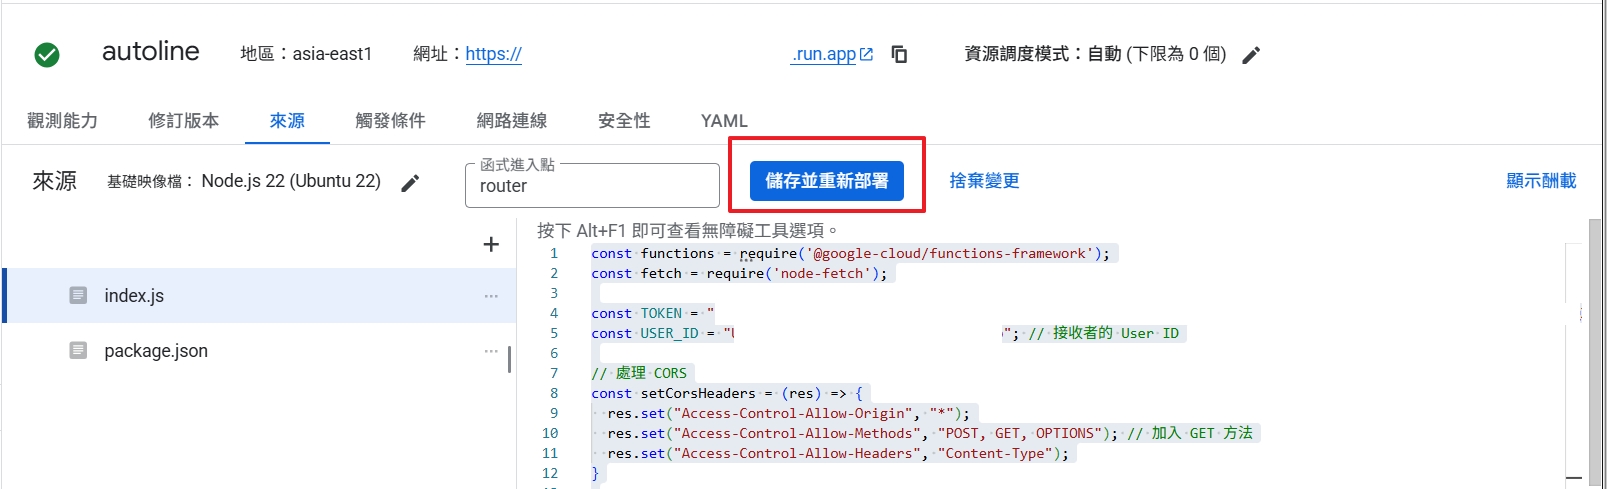 autoline 地區：asia-east1 網址：https:// .run.app 資源調度模式：自動 (下限為 0 個)
觀測能力 修訂版本 來源 觸發條件 網路連線 安全性 YAML
函式進入點
來源 基礎映像檔： Node.js 22 (Ubuntu 22) router 儲存並重新部署 捨棄變更 顯示酬載
+
index.js ...
package.json ...
按下 Alt+F1 即可查看無障礙工具選項。
1 const functions = require('@google-cloud/functions-framework');
2 const fetch = require('node-fetch');
3
4 const TOKEN = "
5 const USER_ID = "U "; // 接收者的 User ID
6
7 // 處理 CORS
8 const setCorsHeaders = (res) => {
9 res.set("Access-Control-Allow-Origin", "*");
10 res.set("Access-Control-Allow-Methods", "POST, GET, OPTIONS"); // 加入 GET 方法
11 res.set("Access-Control-Allow-Headers", "Content-Type");
12 }